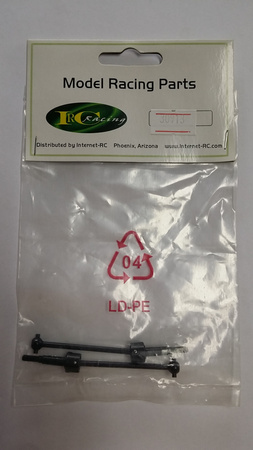 Model Racing Parts
IRC
Racing
Distributed by Internet-RC Phoenix, Arizona www.Internet-RC.com
04
LD-PE